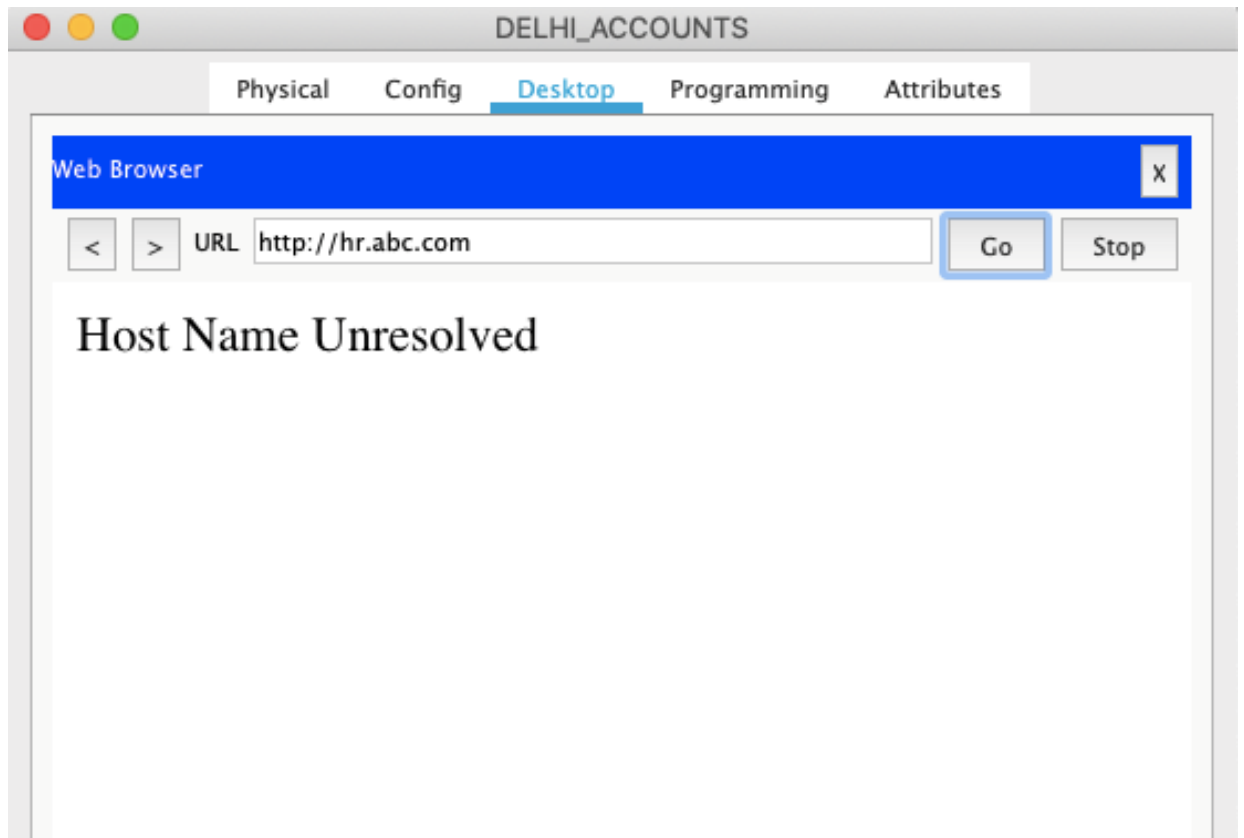 DELHI_ACCOUNTS
Physical Config Desktop Programming Attributes
Web Browser X
< > URL http://hr.abc.com Go Stop
Host Name Unresolved